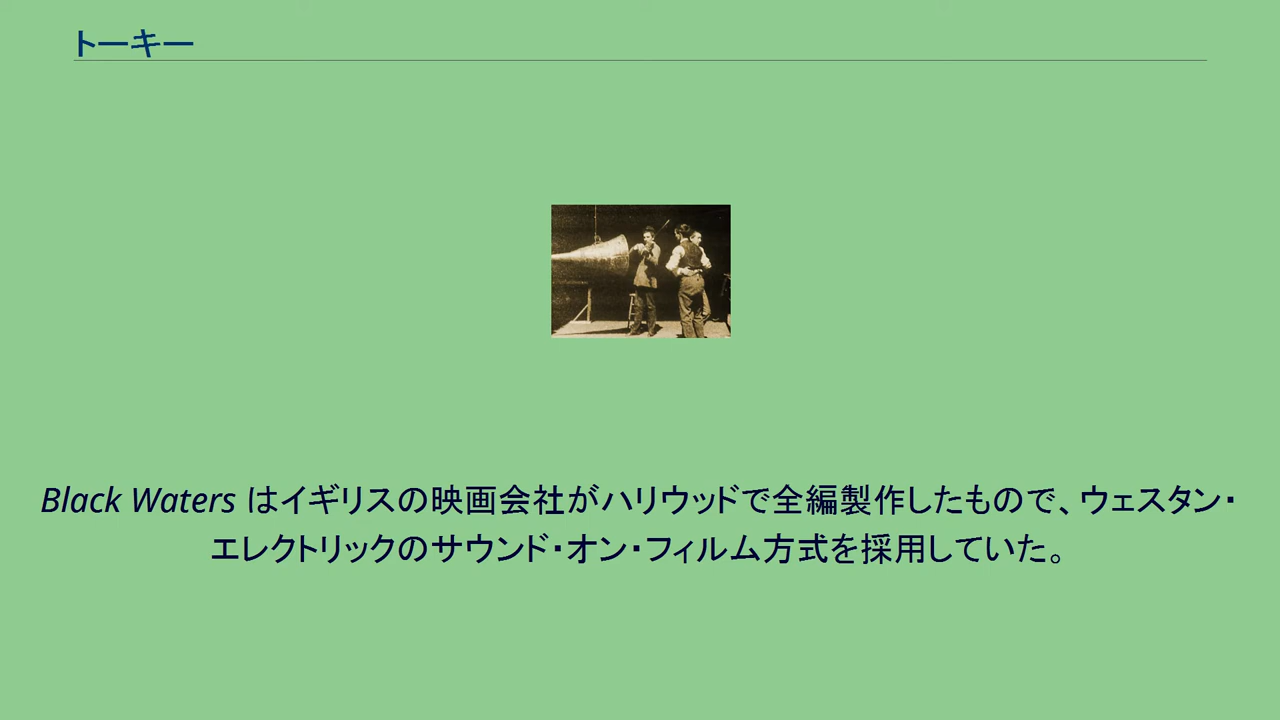 トーキー
Black Waters はイギリスの映画会社がハリウッドで全編製作したもので、ウェスタン・
エレクトリックのサウンド・オン・フィルム方式を採用していた。